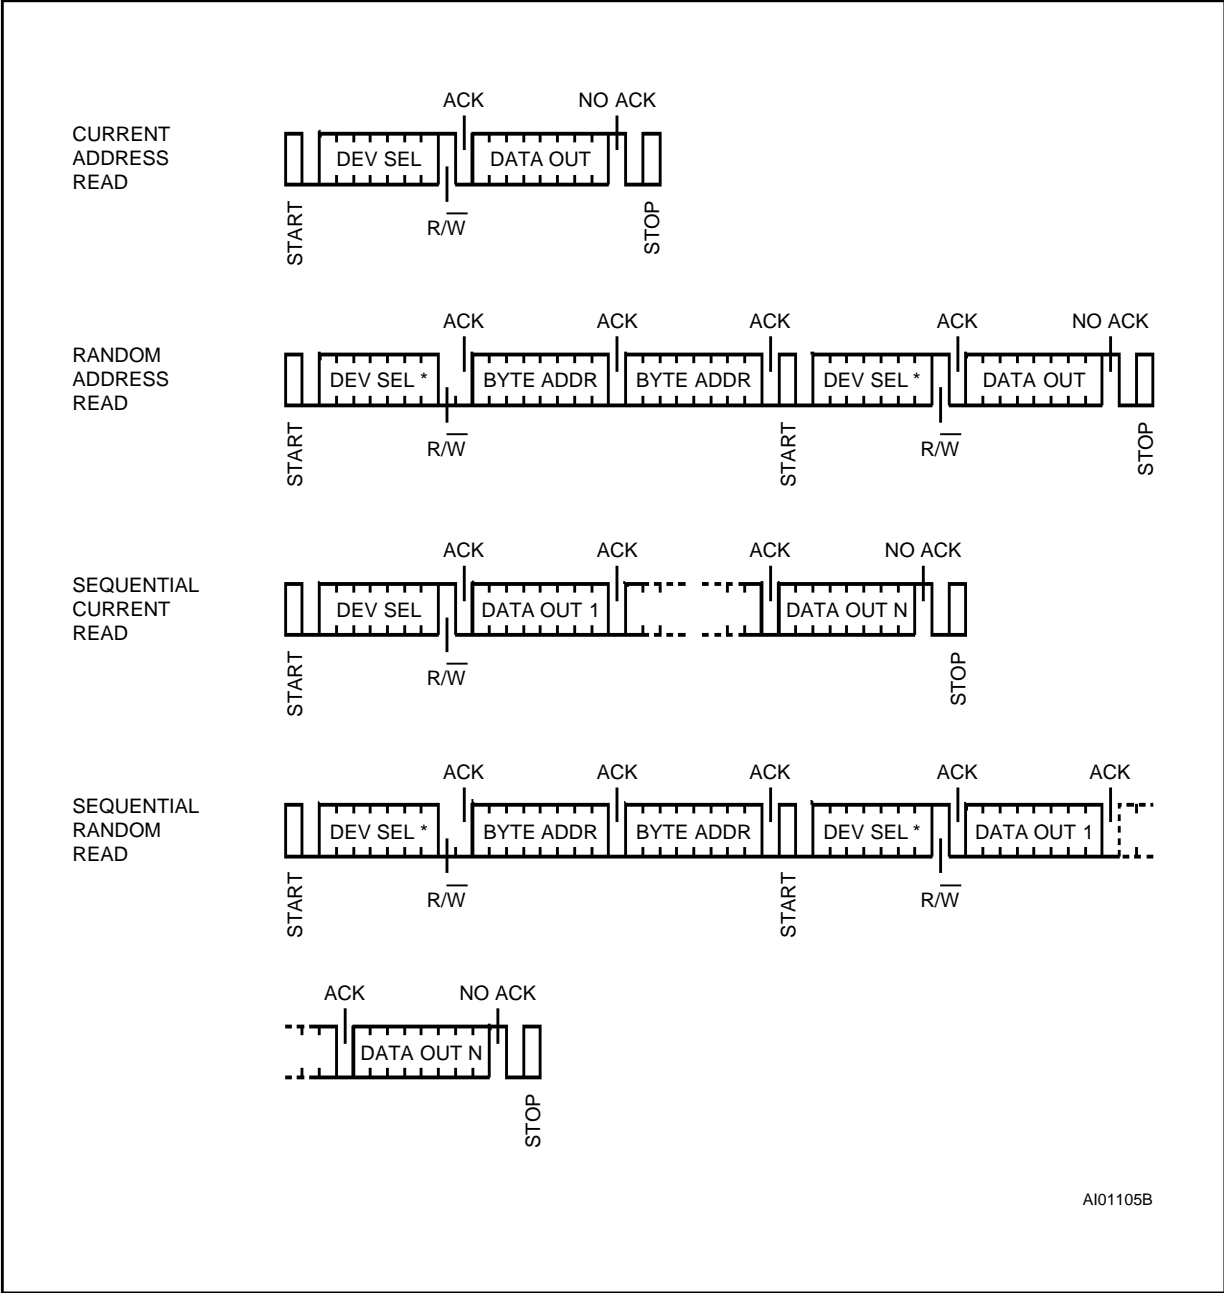 ACK NO ACK
CURRENT
ADDRESS
READ
DEV SEL DATA OUT
START R/W̅ STOP
ACK ACK ACK ACK NO ACK
RANDOM
ADDRESS
READ
DEV SEL * BYTE ADDR BYTE ADDR DEV SEL * DATA OUT
START R/W̅ START R/W̅ STOP
ACK ACK ACK NO ACK
SEQUENTIAL
CURRENT
READ
DEV SEL DATA OUT 1 DATA OUT N
START R/W̅ STOP
ACK ACK ACK ACK ACK
SEQUENTIAL
RANDOM
READ
DEV SEL * BYTE ADDR BYTE ADDR DEV SEL * DATA OUT 1
START R/W̅ START R/W̅
ACK NO ACK
DATA OUT N
STOP
AI01105B